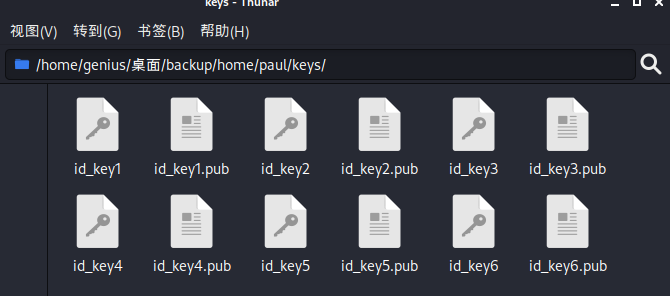 keys - Thunar
视图(V) 转到(G) 书签(B) 帮助(H)
/home/genius/桌面/backup/home/paul/keys/
id_key1 id_key1.pub id_key2 id_key2.pub id_key3 id_key3.pub
id_key4 id_key4.pub id_key5 id_key5.pub id_key6 id_key6.pub